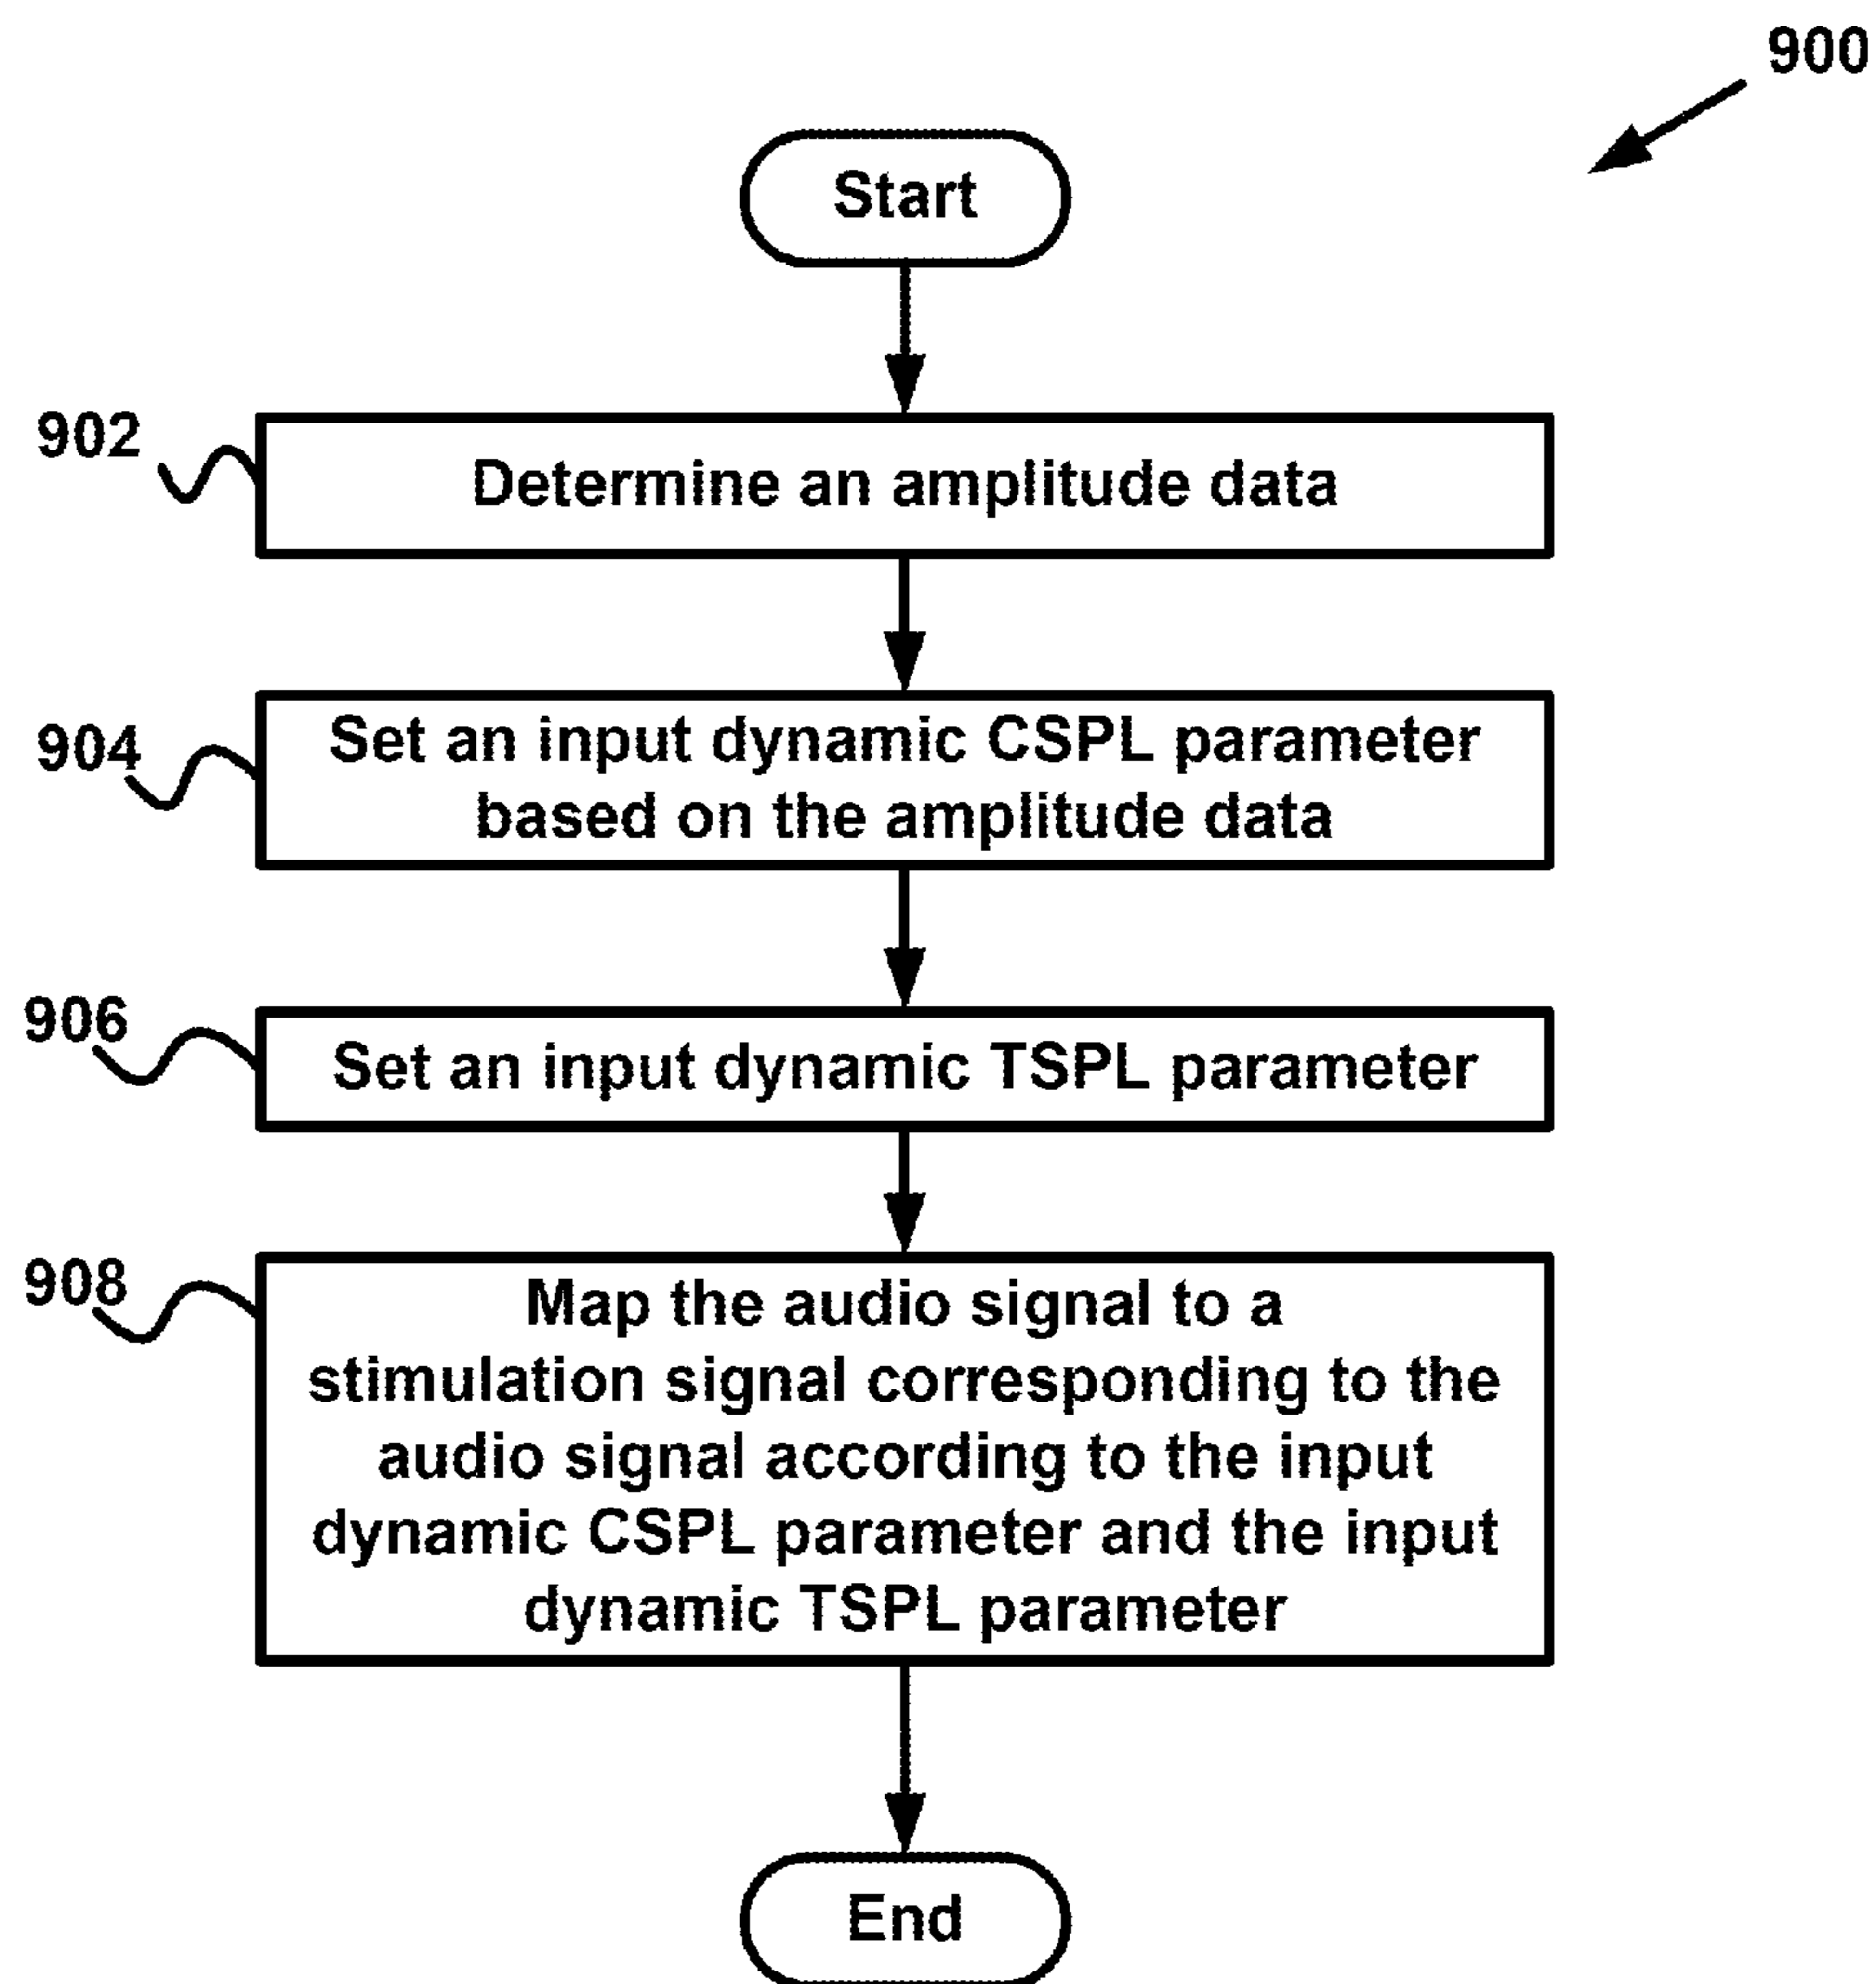 900
Start
902
Determine an amplitude data
904
Set an input dynamic CSPL parameter
based on the amplitude data
906
Set an input dynamic TSPL parameter
908
Map the audio signal to a
stimulation signal corresponding to the
audio signal according to the input
dynamic CSPL parameter and the input
dynamic TSPL parameter
End